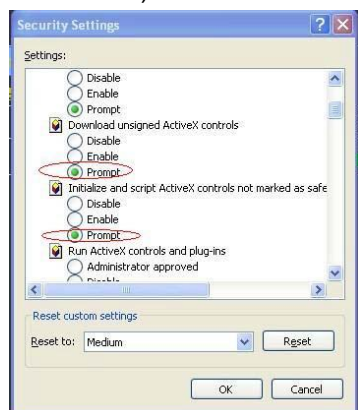 Security Settings
Settings:
Disable
Enable
Prompt
Download unsigned ActiveX controls
Disable
Enable
Prompt
Initialize and script ActiveX controls not marked as safe
Disable
Enable
Prompt
Run ActiveX controls and plug-ins
Administrator approved
Disable
Reset custom settings
Reset to: Medium Reset
OK Cancel